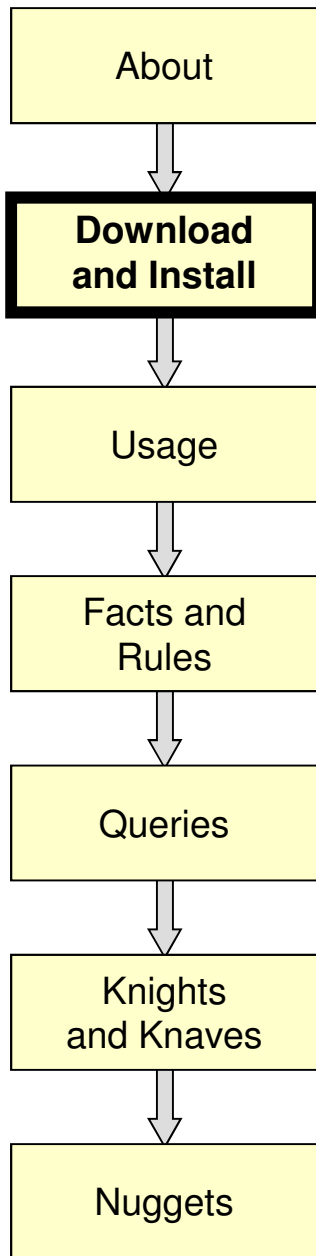 About
Download
and Install
Usage
Facts and
Rules
Queries
Knights
and Knaves
Nuggets